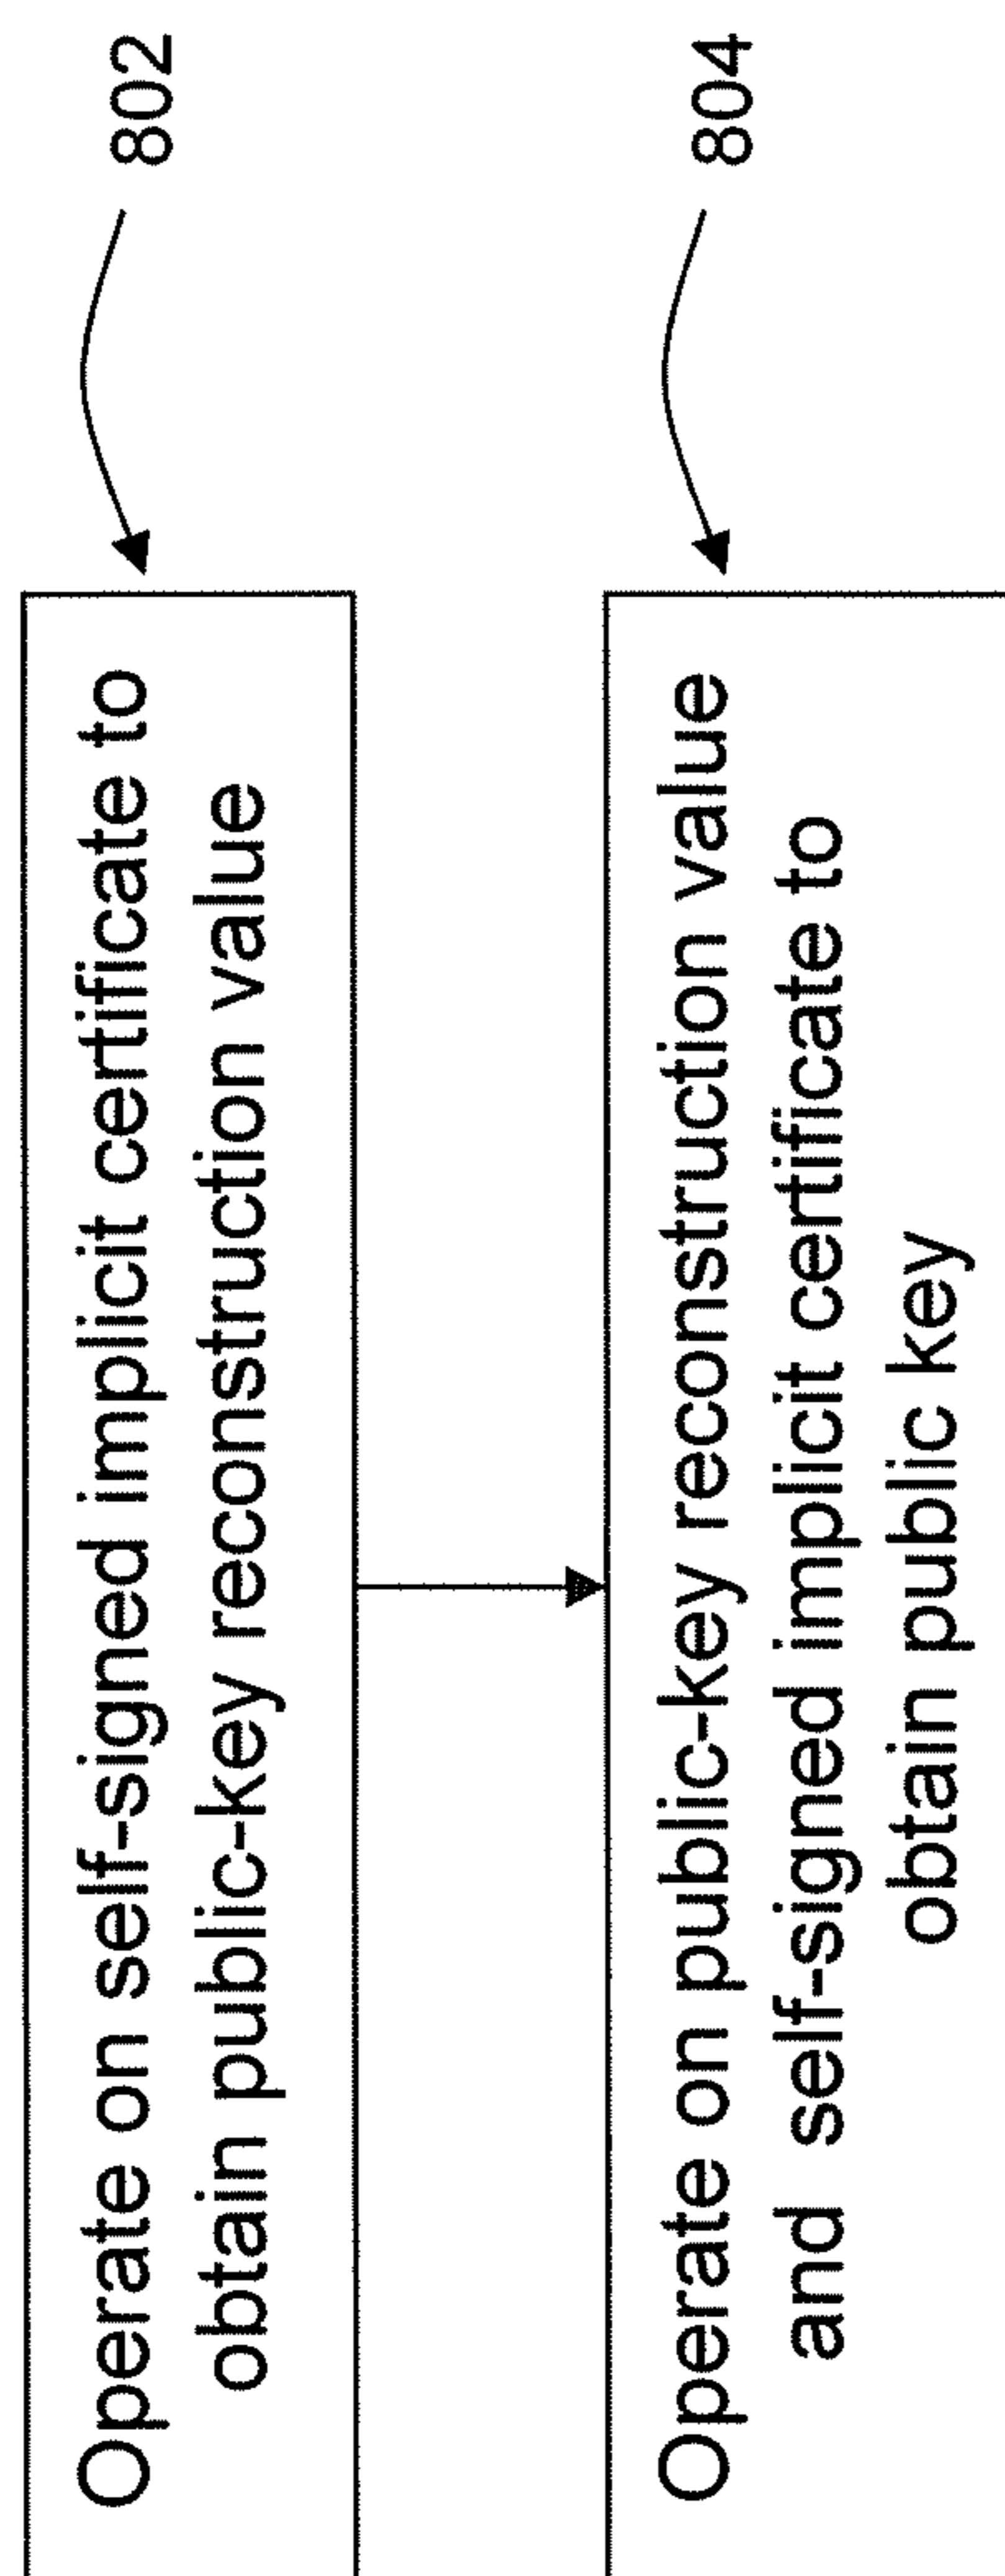 Operate on self-signed implicit certificate to
obtain public-key reconstruction value
802
Operate on public-key reconstruction value
and self-signed implicit certificate to
obtain public key
804